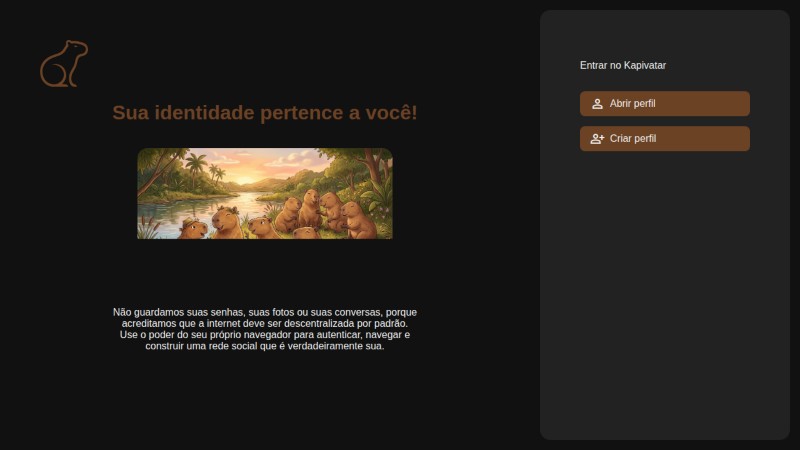 Sua identidade pertence a você!
Não guardamos suas senhas, suas fotos ou suas conversas, porque
acreditamos que a internet deve ser descentralizada por padrão.
Use o poder do seu próprio navegador para autenticar, navegar e
construir uma rede social que é verdadeiramente sua.
Entrar no Kapivatar
Abrir perfil
Criar perfil